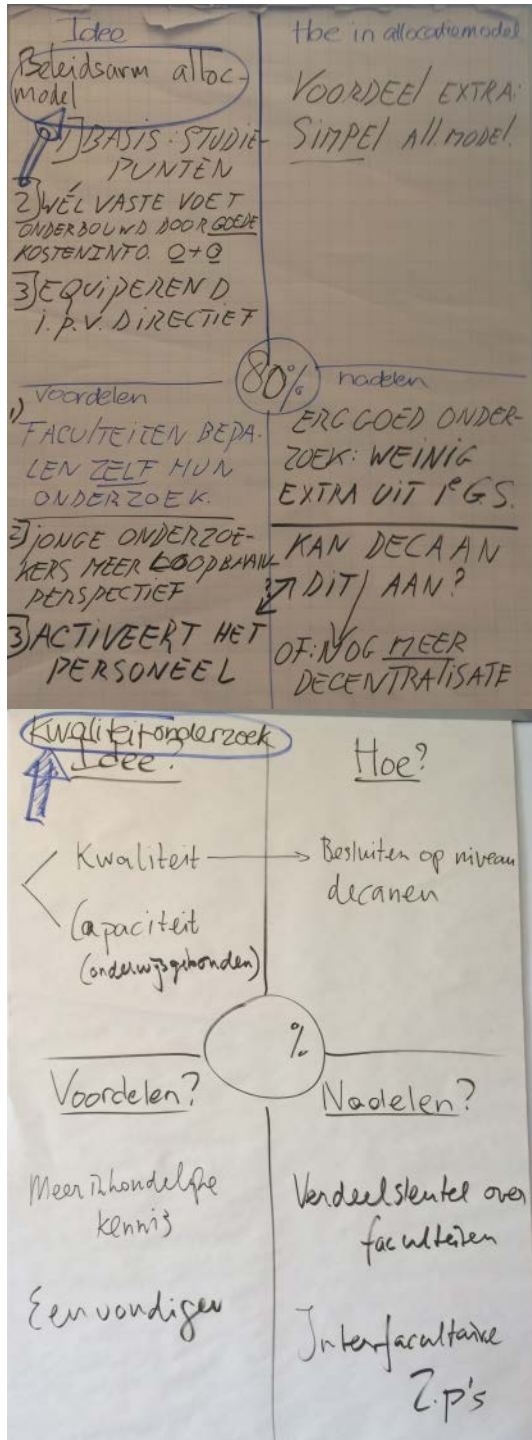 Idee
Beleidsarm alloc-
model
1) BASIS: STUDIE-
PUNTEN
2) WÉL VASTE VOET
ONDERBOUWD DOOR GOEDE
KOSTENINFO. O+O
3) EQUIPEREND
i.p.v. DIRECTIEF
Hoe in allocatiemodel
VOORDEEL EXTRA:
SIMPEL All.MODEL.
80%
voordelen
1)
FACULTEITEN BEPA-
LEN ZELF HUN
ONDERZOEK.
2) JONGE ONDERZOE-
KERS MEER LOOPBAAN-
PERSPECTIEF
3) ACTIVEERT HET
PERSONEEL
nadelen
ERG GOED ONDER-
ZOEK: WEINIG
EXTRA UIT 1e G.S.
KAN DECAAN
DIT AAN?
OF: NOG MEER
DECENTRALISATE
Kwaliteit onderzoek
Idee?
Kwaliteit
Capaciteit
(onderwijsgebonden)
Hoe?
Besluiten op niveau
decanen
%
Voordelen?
Meer inhoudelijke
kennis
Eenvoudiger
Nadelen?
Verdeelsleutel over
faculteiten
Interfacultaire
Z.p's